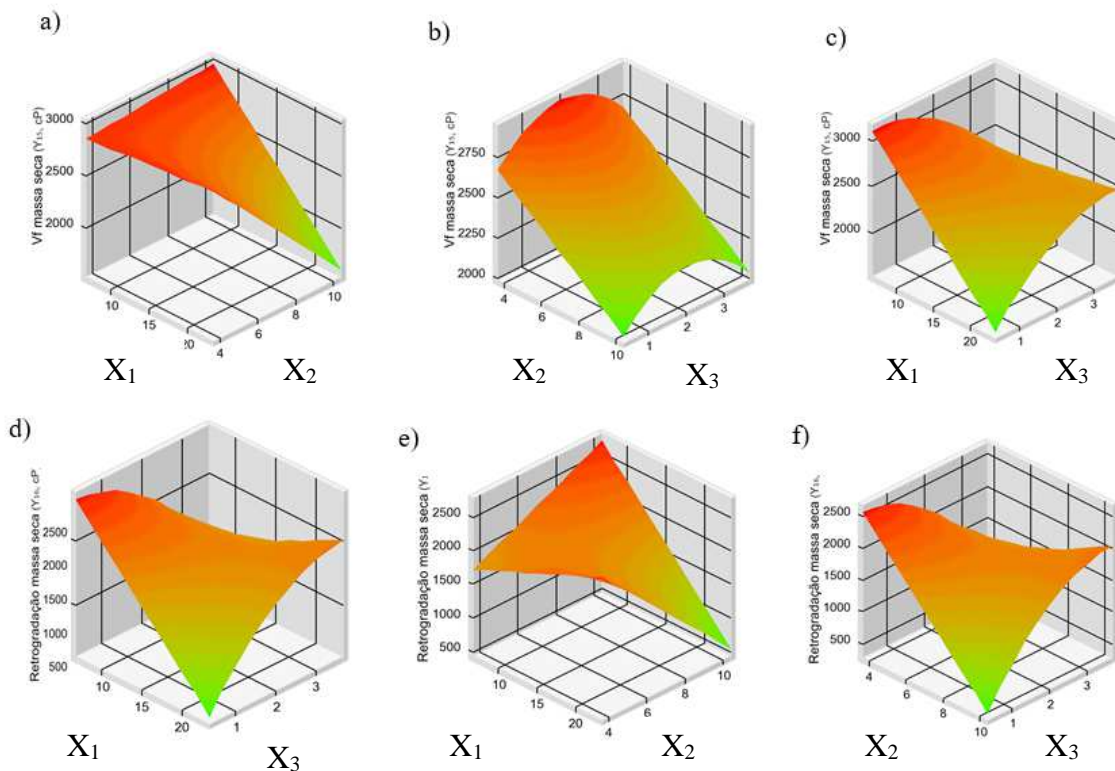 a)
Vf massa seca (Y₁₅, cP)
3000
2500
2000
10
15
20
4
6
8
10
X₁
X₂
b)
Vf massa seca (Y₁₅, cP)
2750
2500
2250
2000
4
6
8
10
1
2
3
X₂
X₃
c)
Vf massa seca (Y₁₅, cP)
3000
2500
2000
10
15
20
1
2
3
X₁
X₃
d)
Retrogradação massa seca (Y₁₆, cP
2500
2000
1500
1000
500
10
15
20
1
2
3
X₁
X₃
e)
Retrogradação massa seca (Y₁
2500
2000
1500
1000
500
10
15
20
4
6
8
10
X₁
X₂
f)
Retrogradação massa seca (Y₁₆,
2500
2000
1500
1000
500
4
6
8
10
1
2
3
X₂
X₃